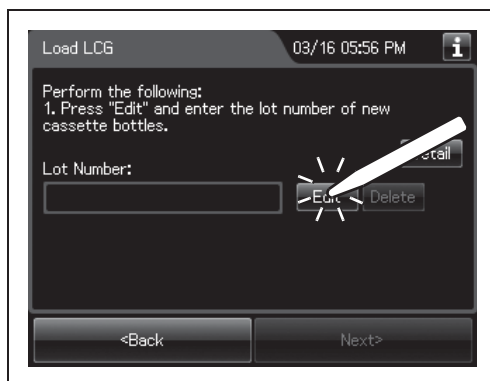 Load LCG 03/16 05:56 PM i
Perform the following:
1. Press "Edit" and enter the lot number of new
cassette bottles.
Lot Number:
Edit Delete
<Back Next>